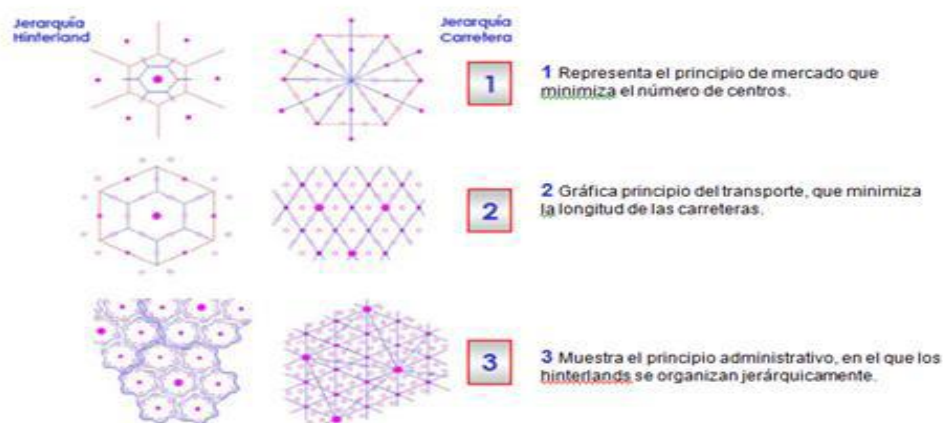 Jerarquía
Hinterland
Jerarquía
Carretera
1
1 Representa el principio de mercado que
minimiza el número de centros.
2
2 Gráfica principio del transporte, que minimiza
la longitud de las carreteras.
3
3 Muestra el principio administrativo, en el que los
hinterlands se organizan jerárquicamente.